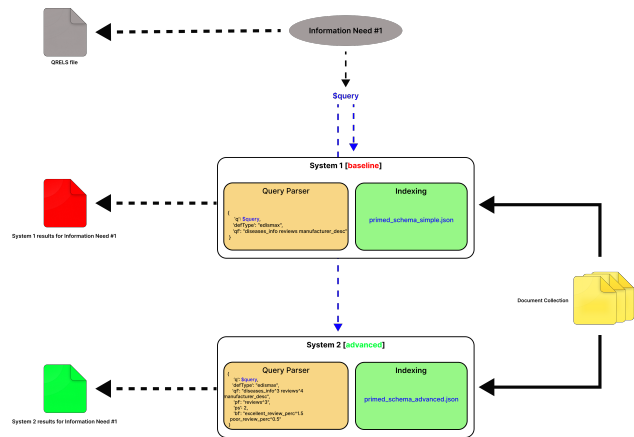 Information Need #1
QRELS file
$query
System 1 [baseline]
Query Parser
{
'q': $query,
'defType': "edismax",
'qf': "diseases_info reviews manufacturer_desc"
}
Indexing
primed_schema_simple.json
System 1 results for Information Need #1
Document Collection
System 2 [advanced]
Query Parser
{
'q': $query,
'defType': "edismax",
'qf': "diseases_info^3 reviews^4
manufacturer_desc",
'pf': "reviews^3",
'ps': 2,
'bf': "excellent_review_perc^1.5
poor_review_perc^0.5"
}
Indexing
primed_schema_advanced.json
System 2 results for Information Need #1